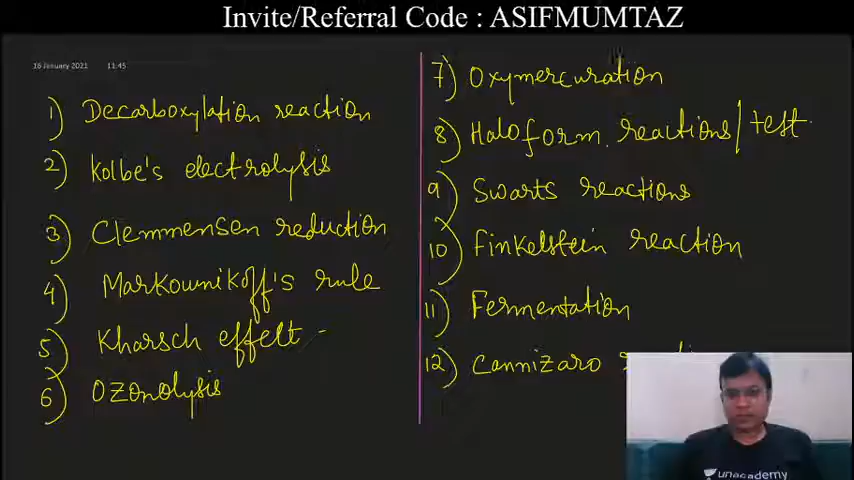 Invite/Referral Code : ASIFMUMTAZ
16 January 2021 11:45
1) Decarboxylation reaction
2) Kolbe's electrolysis
3) Clemmensen reduction
4) Markownikoff's rule
5) Kharsch effelt -
6) Ozonolysis
7) Oxymercuration
8) Haloform. reactions/test
9) Swarts reactions
10) Finkelstein reaction
11) Fermentation
12) Cannizaro
unacademy